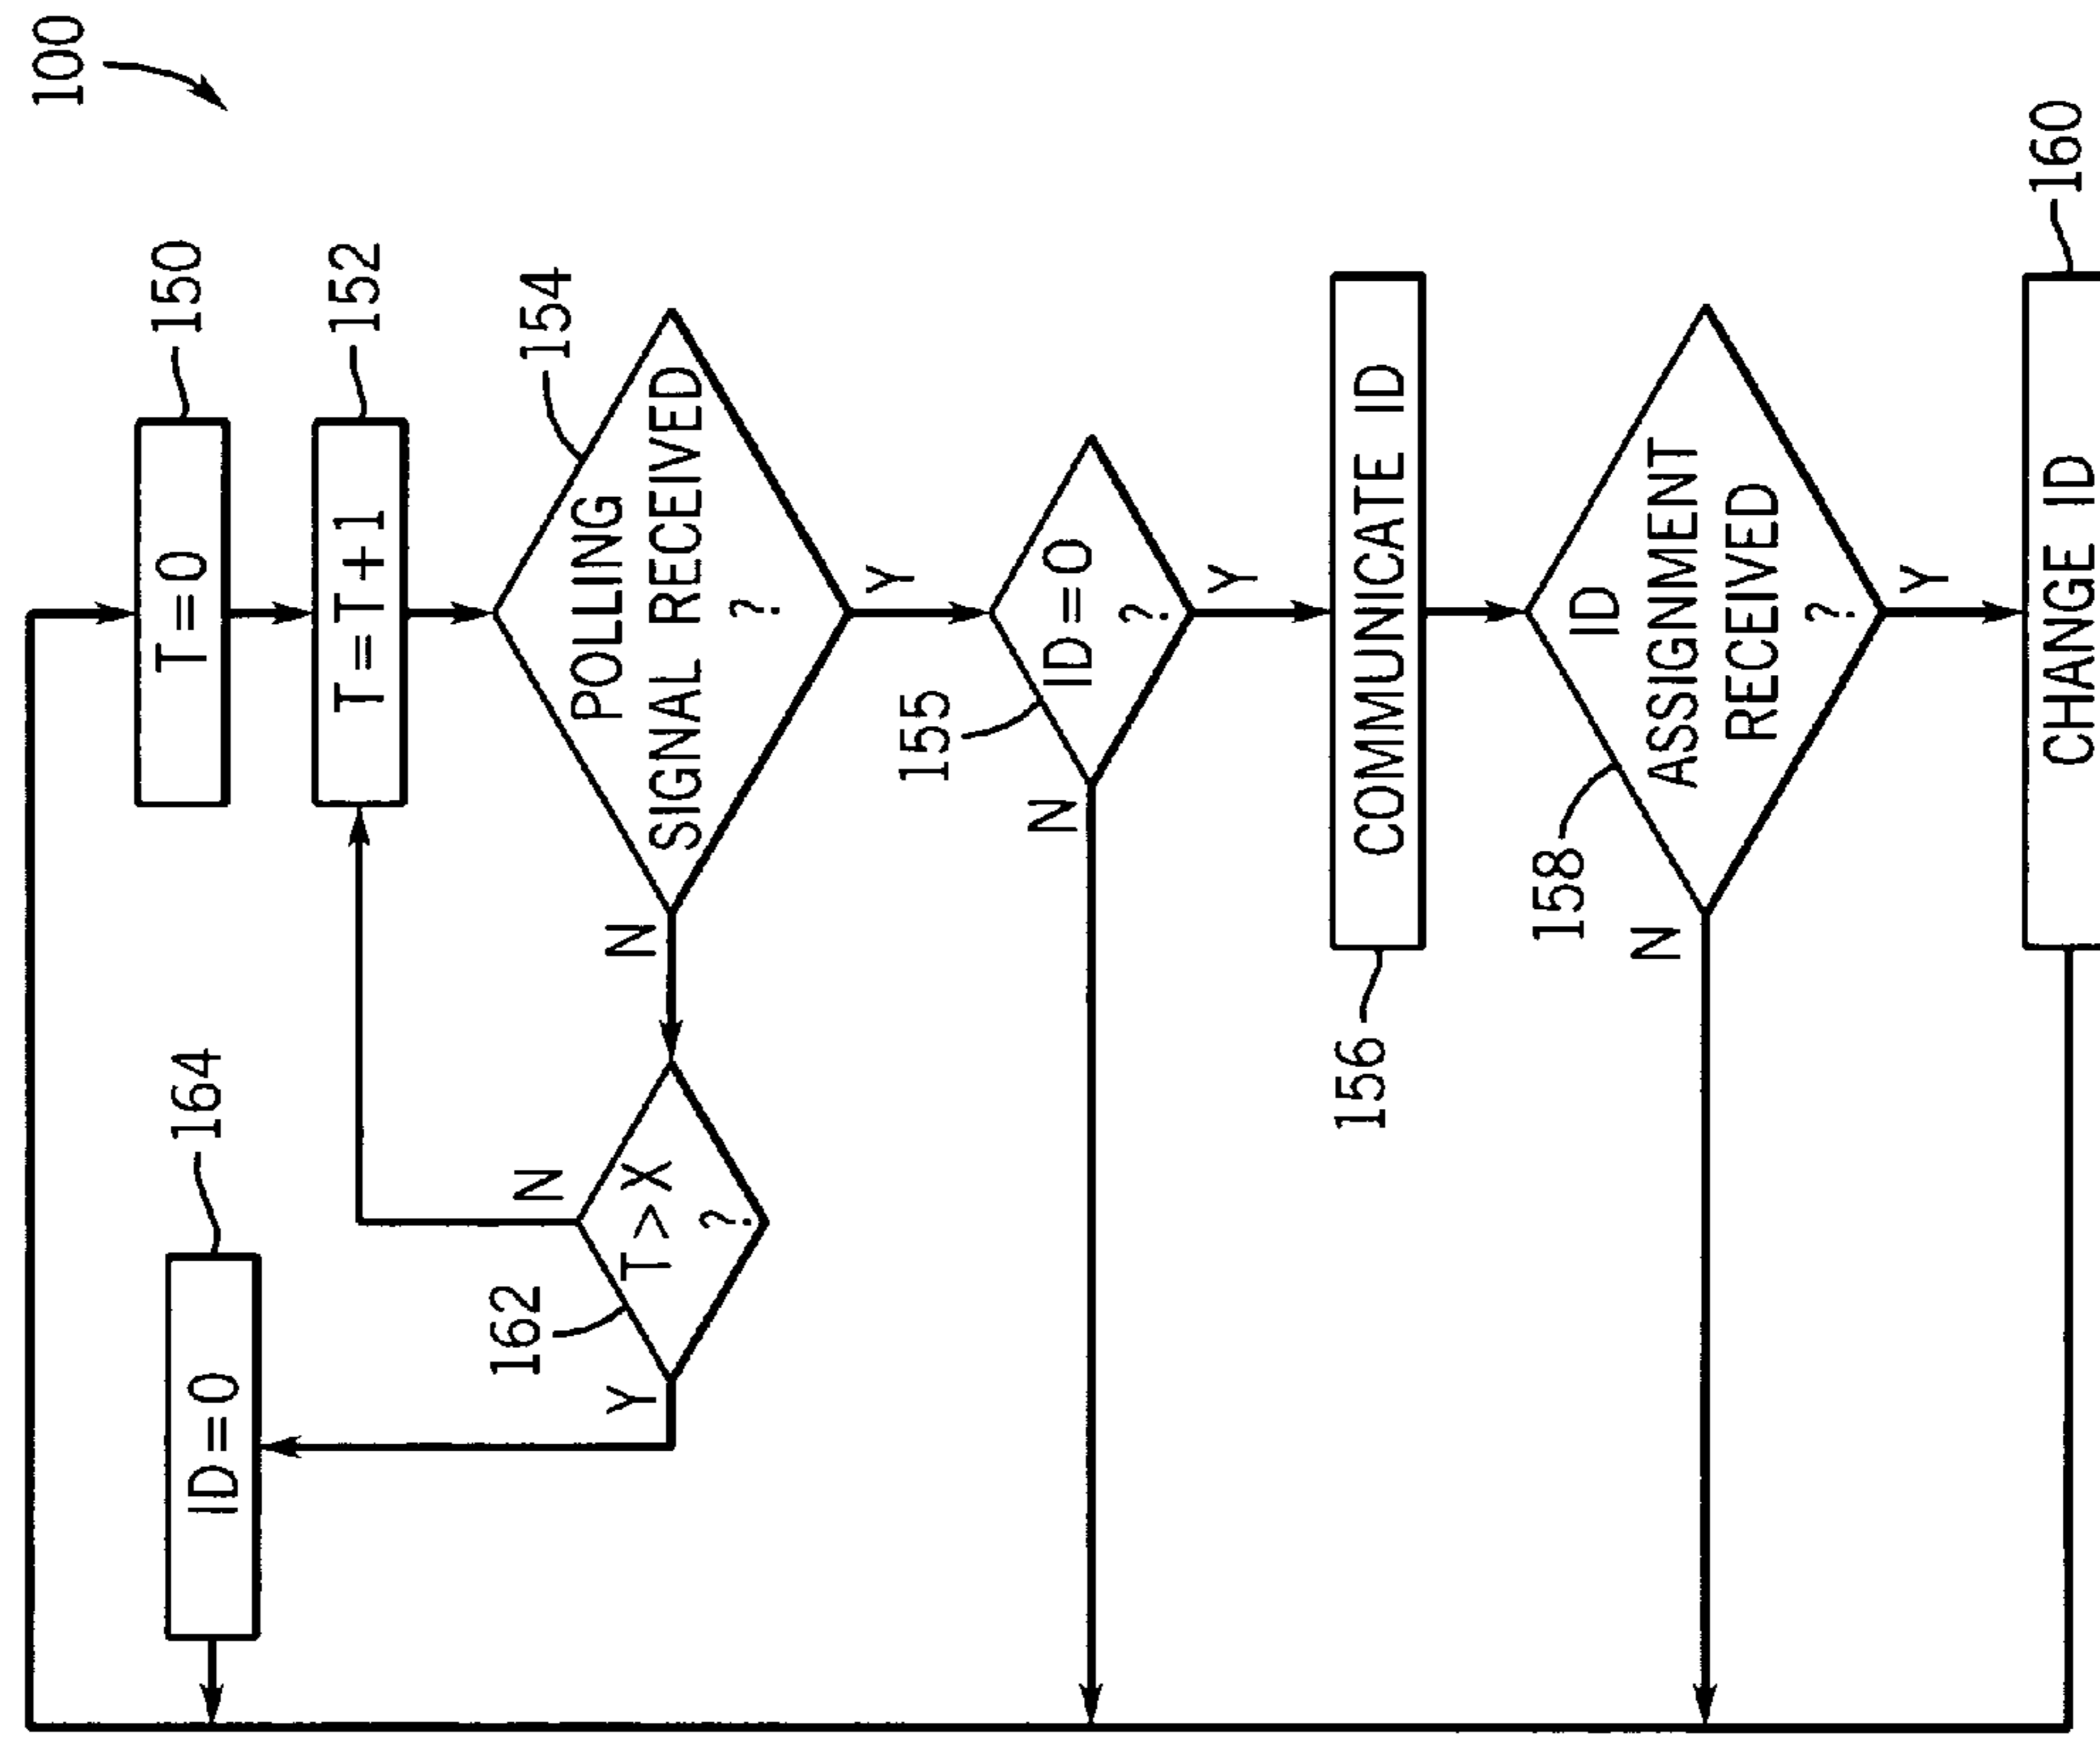 100
T=0
150
T=T+1
152
POLLING
SIGNAL RECEIVED
?
154
N
Y
T>X
?
162
N
Y
ID=0
164
ID=0
?
155
N
Y
COMMUNICATE ID
156
ID
ASSIGNMENT
RECEIVED
?
158
N
Y
CHANGE ID
160